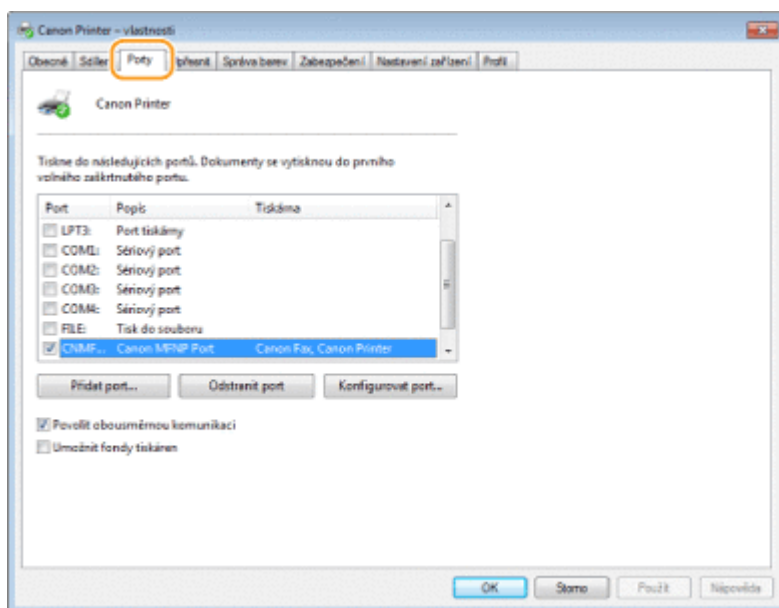 Canon Printer – vlastnosti
Obecné Sdílení Porty Upřesnit Správa barev Zabezpečení Nastavení zařízení Profil
Canon Printer
Tiskne do následujících portů. Dokumenty se vytisknou do prvního
volného zaškrtnutého portu.
Port Popis Tiskárna
LPT3: Port tiskárny
COM1: Sériový port
COM2: Sériový port
COM3: Sériový port
COM4: Sériový port
FILE: Tisk do souboru
CNMF... Canon MFNP Port Canon Fax, Canon Printer
Přidat port... Odstranit port Konfigurovat port...
Povolit obousměrnou komunikaci
Umožnit fondy tiskáren
OK Storno Použít Nápověda